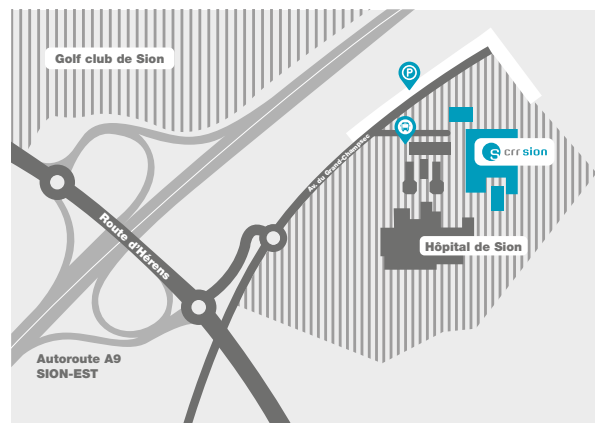 Golf club de Sion
P
Av. du Grand-Champsec
S crr sion
Route d'Hérens
Hôpital de Sion
Autoroute A9
SION-EST